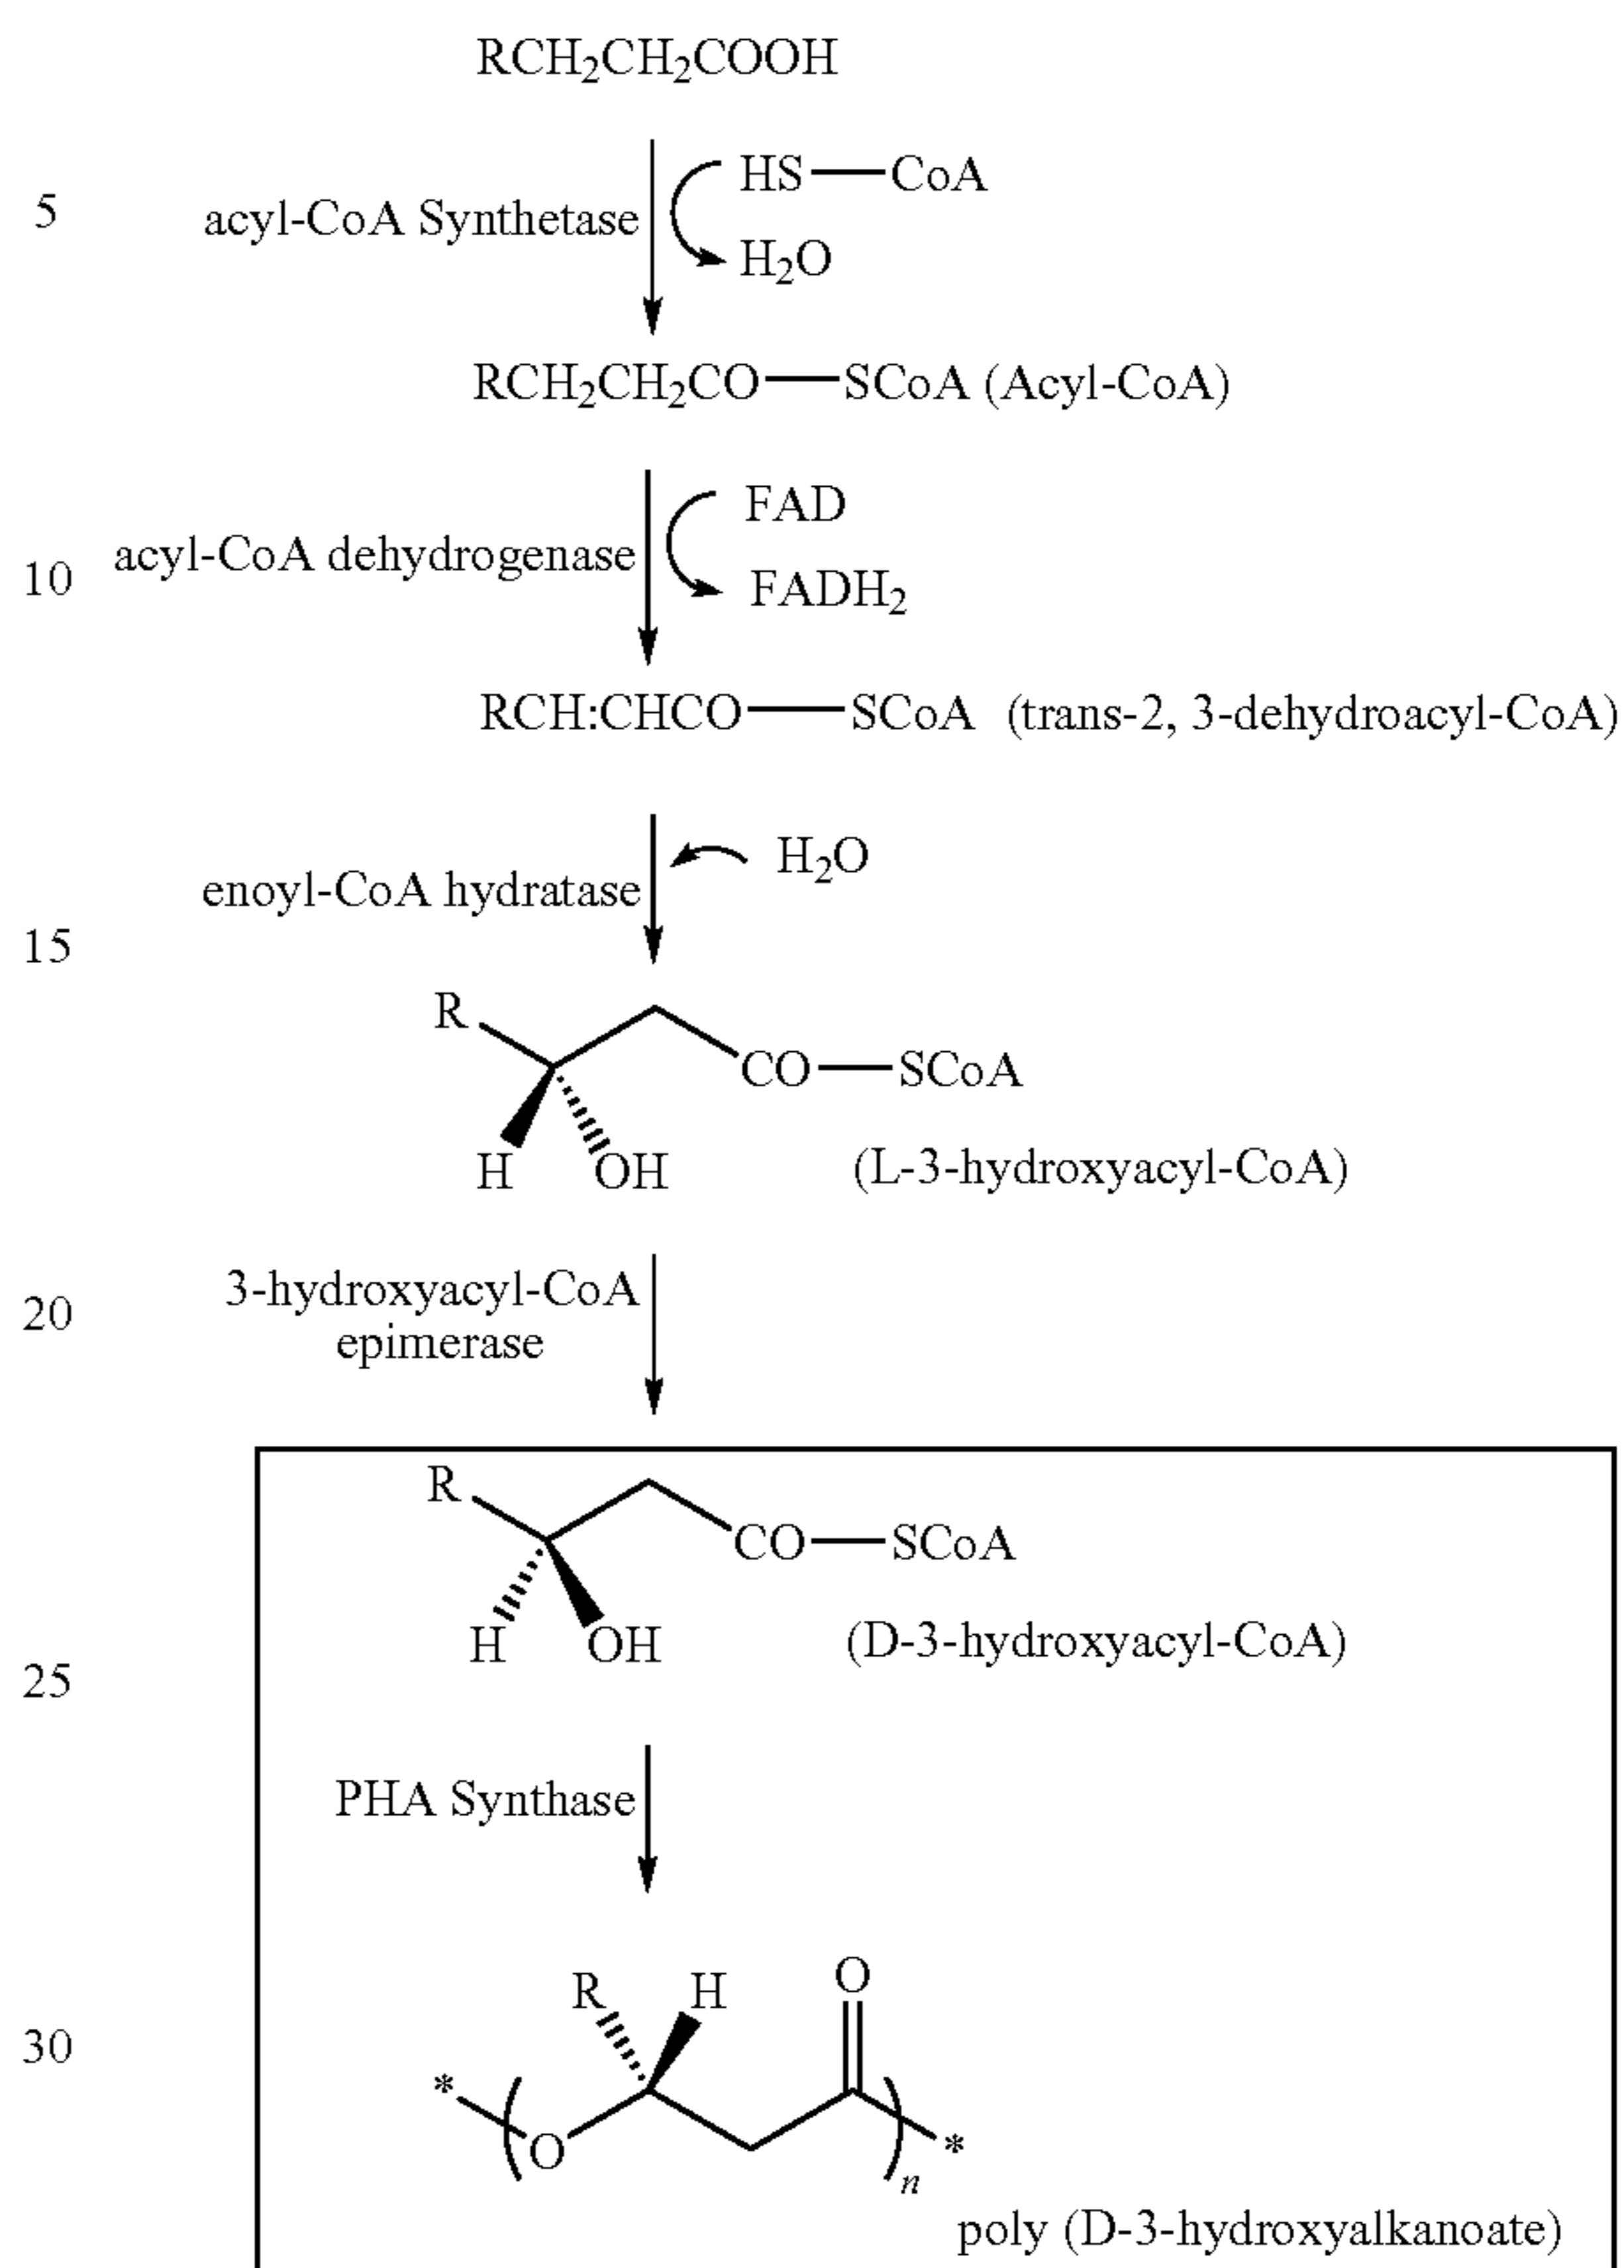 RCH₂CH₂COOH
HS—CoA
5 acyl-CoA Synthetase
H₂O
RCH₂CH₂CO—SCoA (Acyl-CoA)
FAD
10 acyl-CoA dehydrogenase
FADH₂
RCH:CHCO—SCoA (trans-2, 3-dehydroacyl-CoA)
H₂O
enoyl-CoA hydratase
15
R
CO—SCoA
H OH (L-3-hydroxyacyl-CoA)
3-hydroxyacyl-CoA
20
epimerase
R
CO—SCoA
H OH (D-3-hydroxyacyl-CoA)
25
PHA Synthase
O
R H
30
* ( O ) n *
poly (D-3-hydroxyalkanoate)